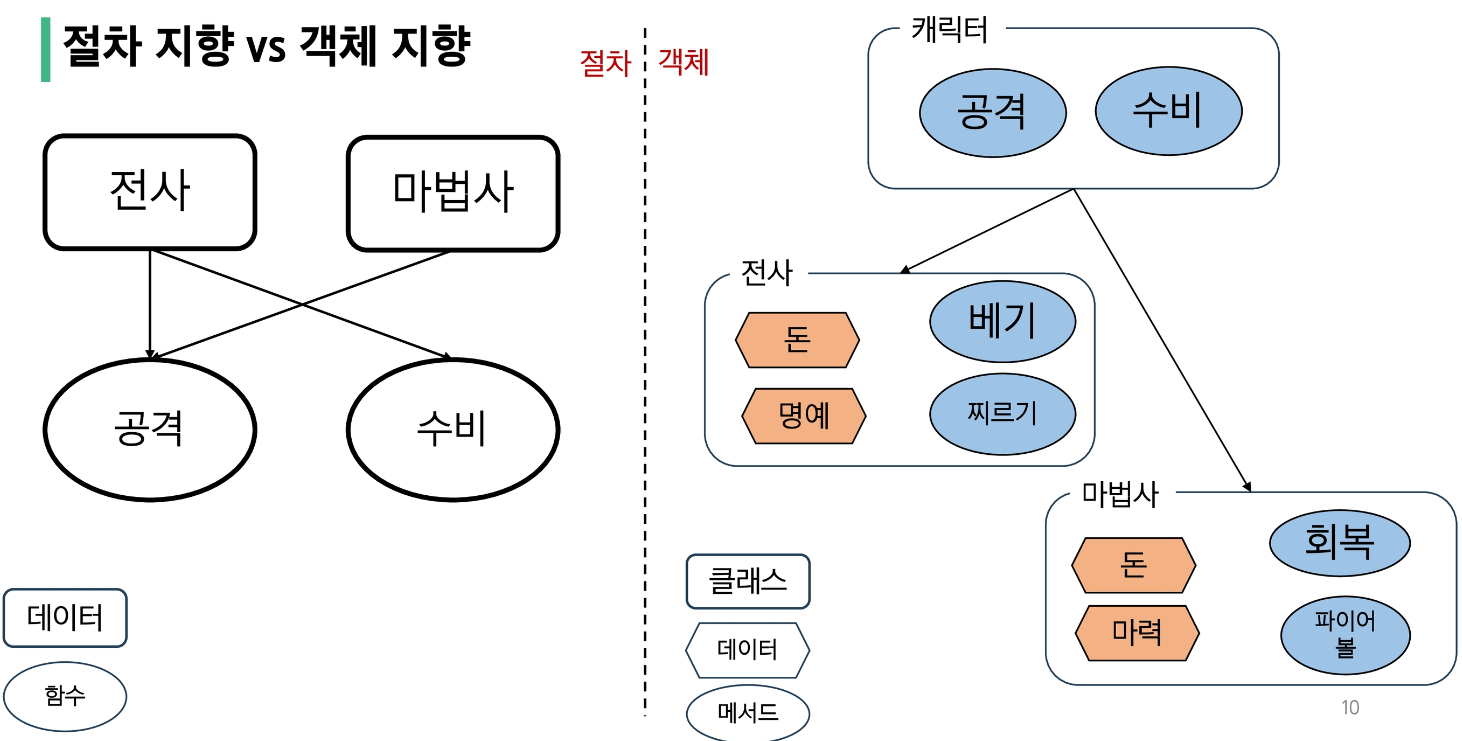 절차 지향 vs 객체 지향
절차
객체
전사
마법사
공격
수비
데이터
함수
캐릭터
공격
수비
전사
돈
명예
베기
찌르기
마법사
돈
마력
회복
파이어
볼
클래스
데이터
메서드
10